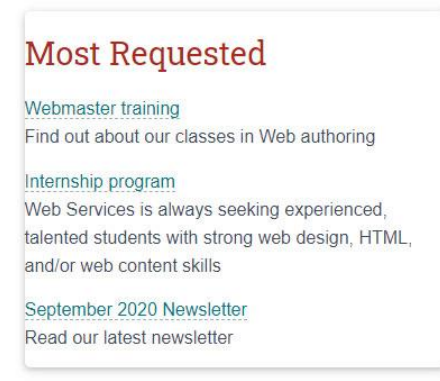 Most Requested
Webmaster training
Find out about our classes in Web authoring
Internship program
Web Services is always seeking experienced,
talented students with strong web design, HTML,
and/or web content skills
September 2020 Newsletter
Read our latest newsletter